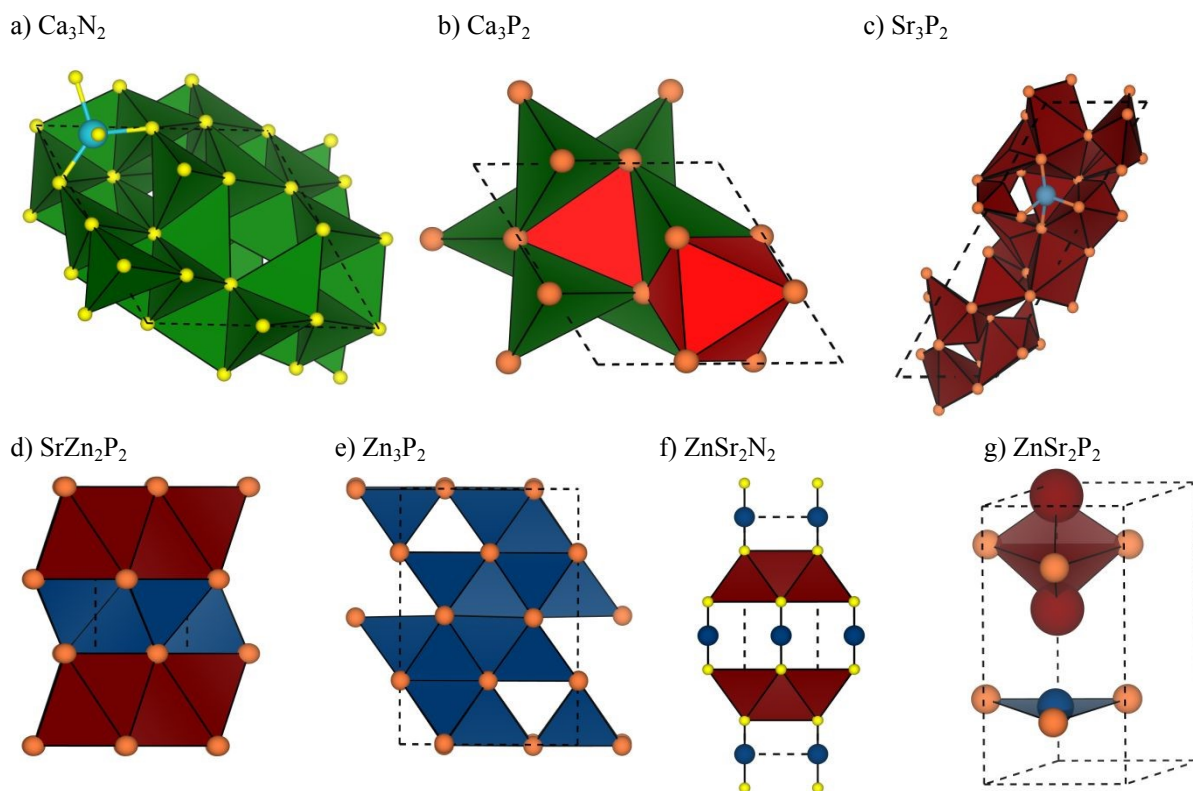 a) Ca₃N₂
b) Ca₃P₂
c) Sr₃P₂
d) SrZn₂P₂
e) Zn₃P₂
f) ZnSr₂N₂
g) ZnSr₂P₂